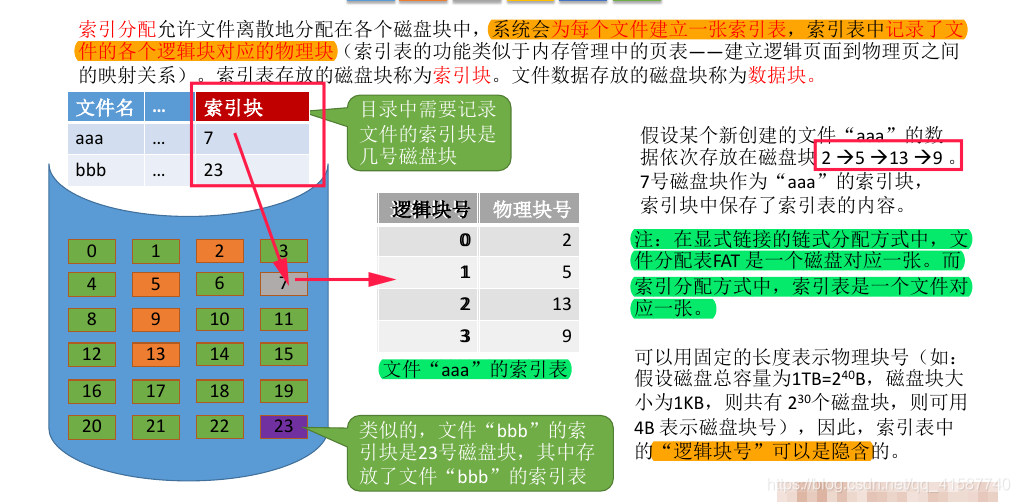 索引分配允许文件离散地分配在各个磁盘块中，系统会为每个文件建立一张索引表，索引表中记录了文
件的各个逻辑块对应的物理块（索引表的功能类似于内存管理中的页表——建立逻辑页面到物理页之间
的映射关系）。索引表存放的磁盘块称为索引块。文件数据存放的磁盘块称为数据块。
文件名 … 索引块
aaa … 7
bbb … 23
目录中需要记录
文件的索引块是
几号磁盘块
0 1 2 3
4 5 6 7
8 9 10 11
12 13 14 15
16 17 18 19
20 21 22 23
逻辑块号 物理块号
0 2
1 5
2 13
3 9
文件“aaa”的索引表
类似的，文件“bbb”的索
引块是23号磁盘块，其中存
放了文件“bbb”的索引表
假设某个新创建的文件“aaa”的数
据依次存放在磁盘块 2→5→13→9 。
7号磁盘块作为“aaa”的索引块，
索引块中保存了索引表的内容。
注：在显式链接的链式分配方式中，文
件分配表FAT 是一个磁盘对应一张。而
索引分配方式中，索引表是一个文件对
应一张。
可以用固定的长度表示物理块号（如：
假设磁盘总容量为1TB=2⁴⁰B，磁盘块大
小为1KB，则共有 2³⁰个磁盘块，则可用
4B 表示磁盘块号），因此，索引表中
的“逻辑块号”可以是隐含的。
https://blog.csdn.net/qq_41587740